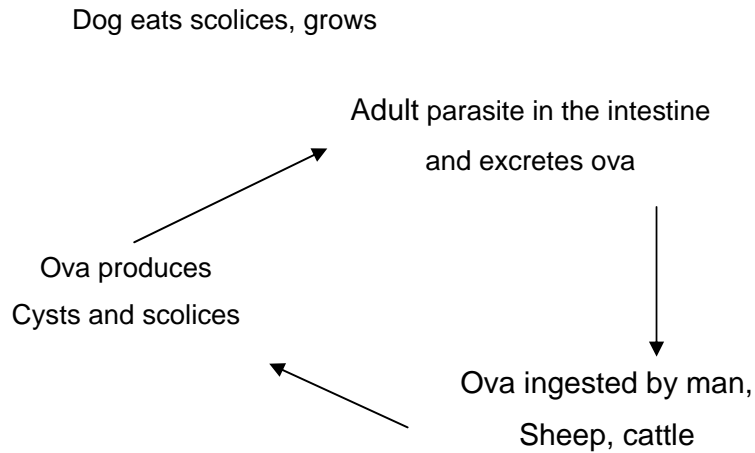 Dog eats scolices, grows
Adult parasite in the intestine
and excretes ova
Ova produces
Cysts and scolices
Ova ingested by man,
Sheep, cattle